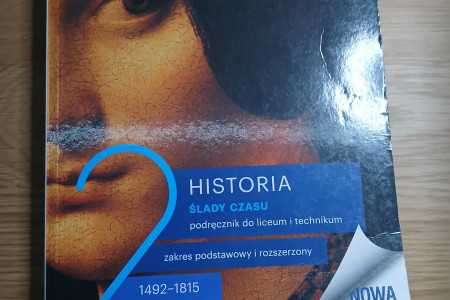 2
HISTORIA
ŚLADY CZASU
podręcznik do liceum i technikum
zakres podstawowy i rozszerzony
1492–1815
NOWA